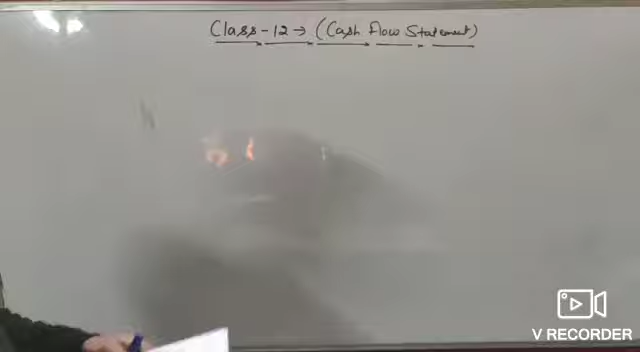 Class-12 → (Cash Flow Statement)
V RECORDER